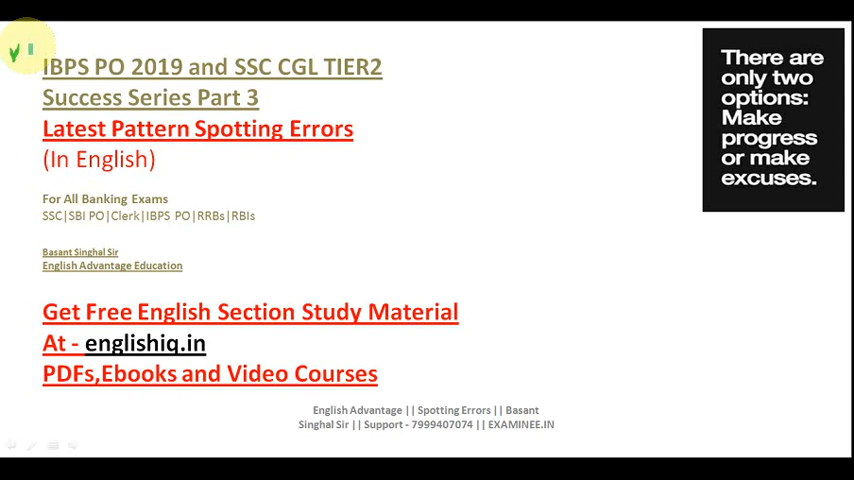 IBPS PO 2019 and SSC CGL TIER2
Success Series Part 3
Latest Pattern Spotting Errors
(In English)
For All Banking Exams
SSC|SBI PO|Clerk|IBPS PO|RRBs|RBIs
Basant Singhal Sir
English Advantage Education
Get Free English Section Study Material
At - englishiq.in
PDFs,Ebooks and Video Courses
English Advantage || Spotting Errors || Basant
Singhal Sir || Support - 7999407074 || EXAMINEE.IN
There are
only two
options:
Make
progress
or make
excuses.